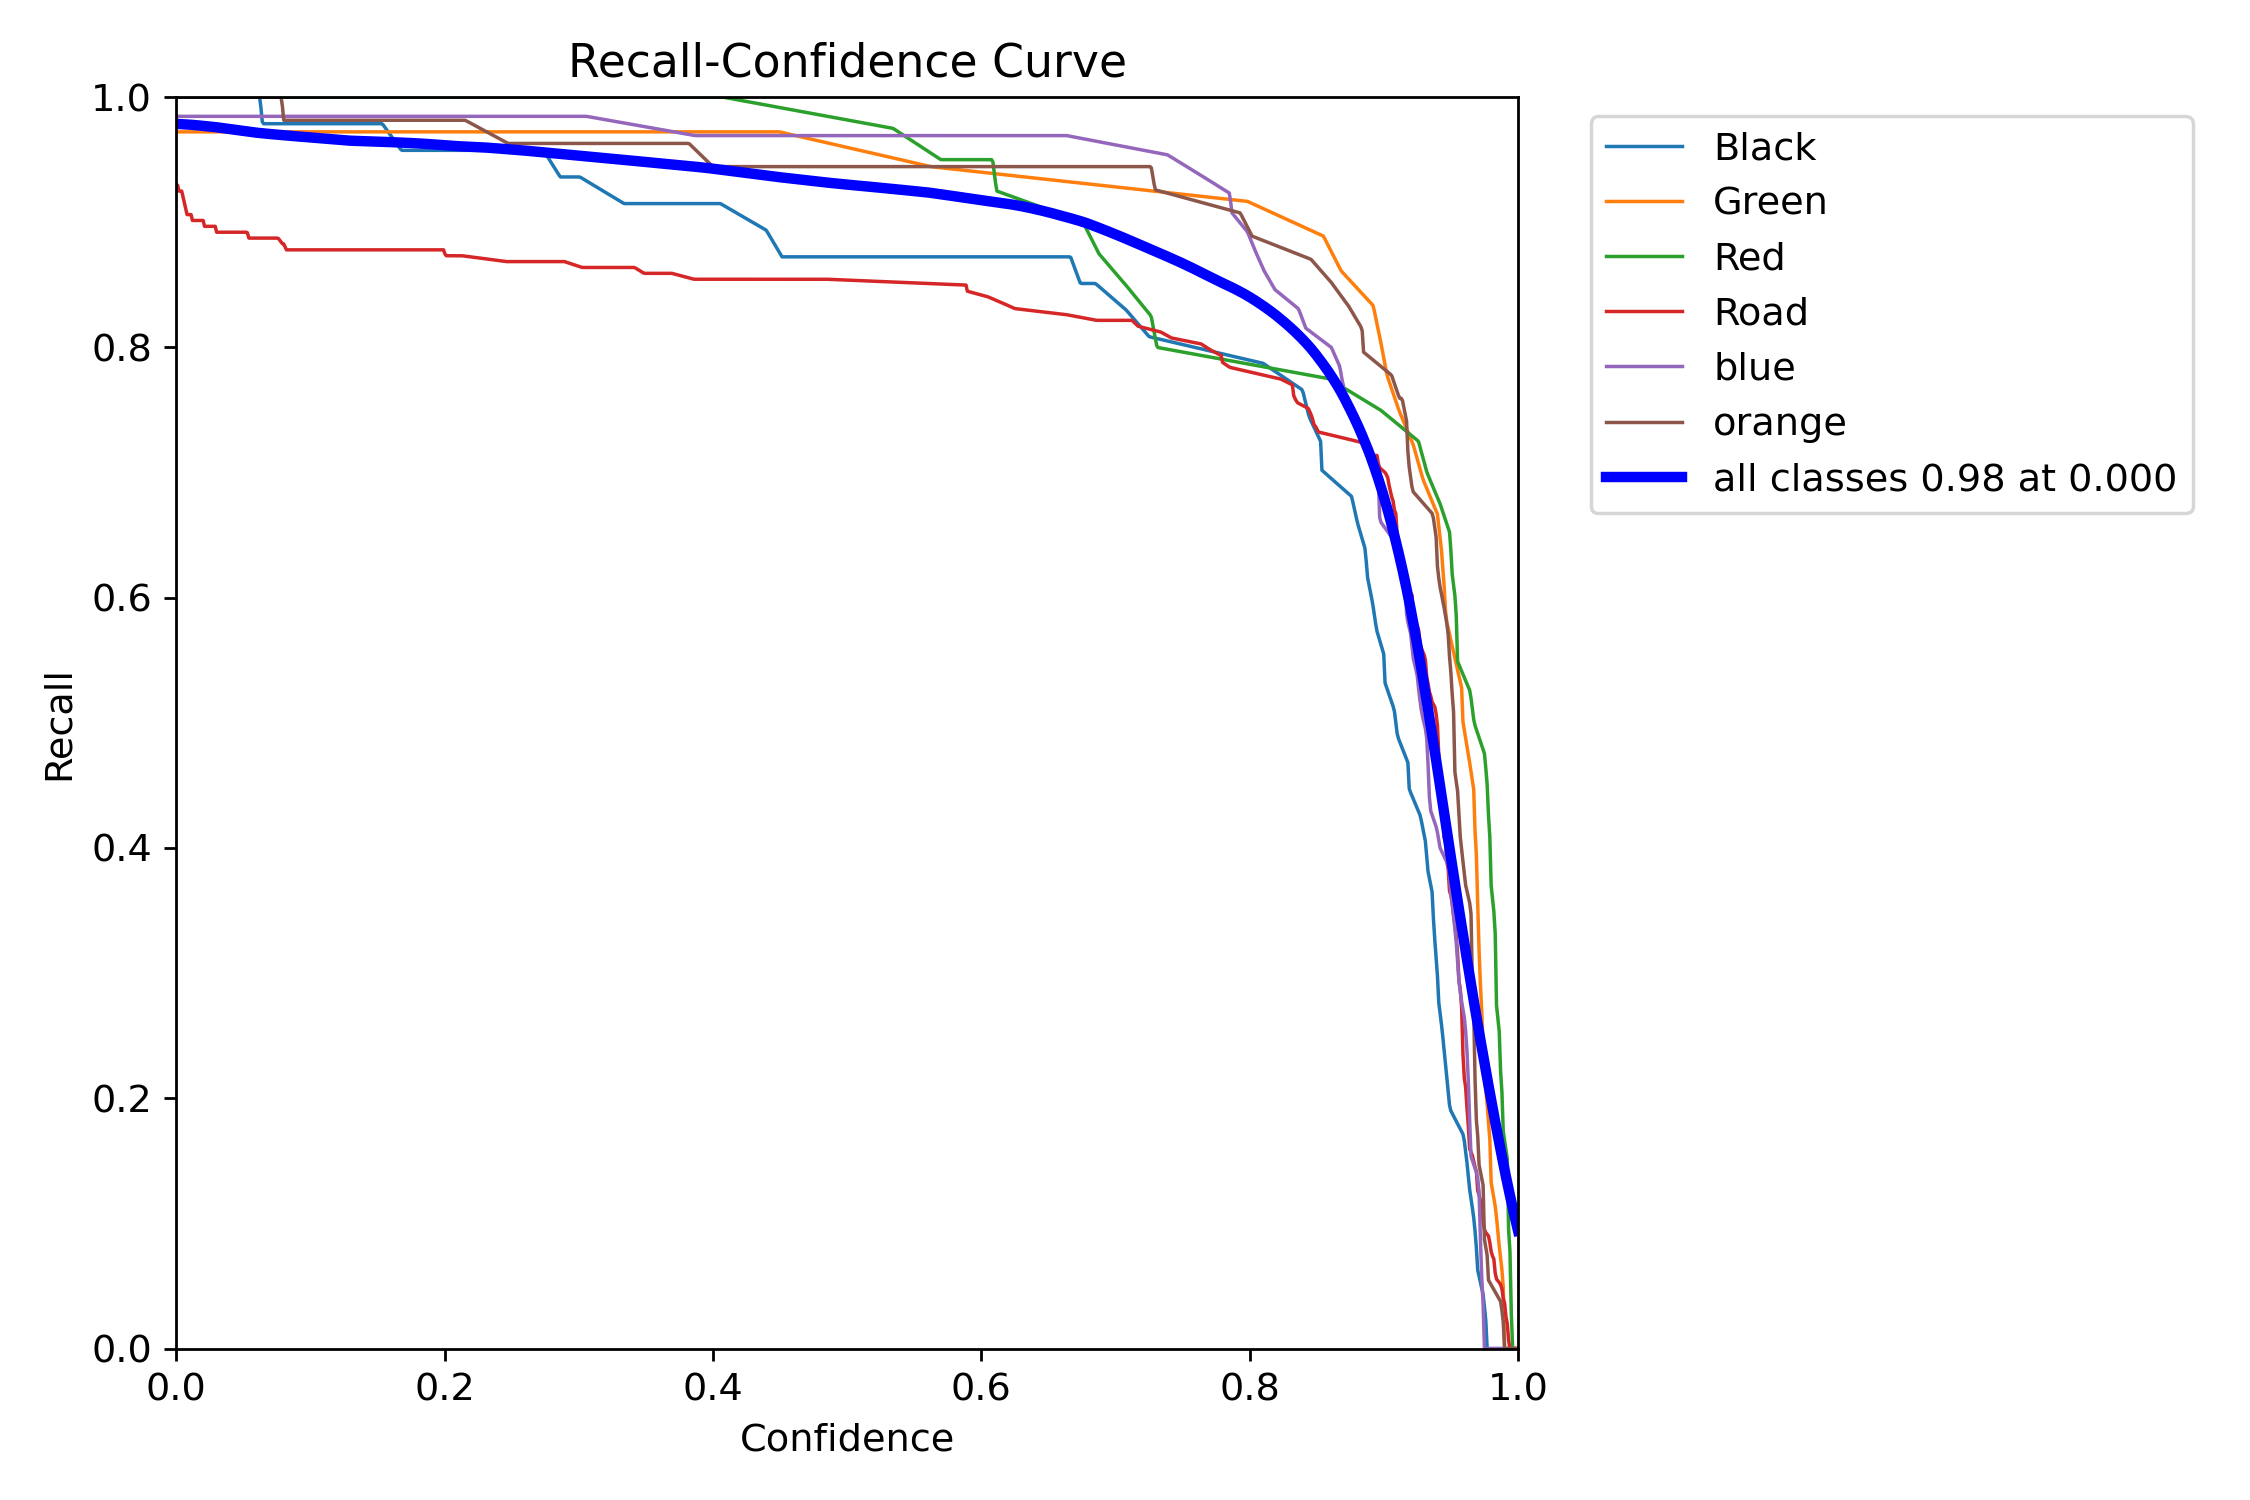 Recall-Confidence Curve
1.0
0.8
0.6
0.4
0.2
0.0
Recall
0.0 0.2 0.4 0.6 0.8 1.0
Confidence
Black
Green
Red
Road
blue
orange
all classes 0.98 at 0.000